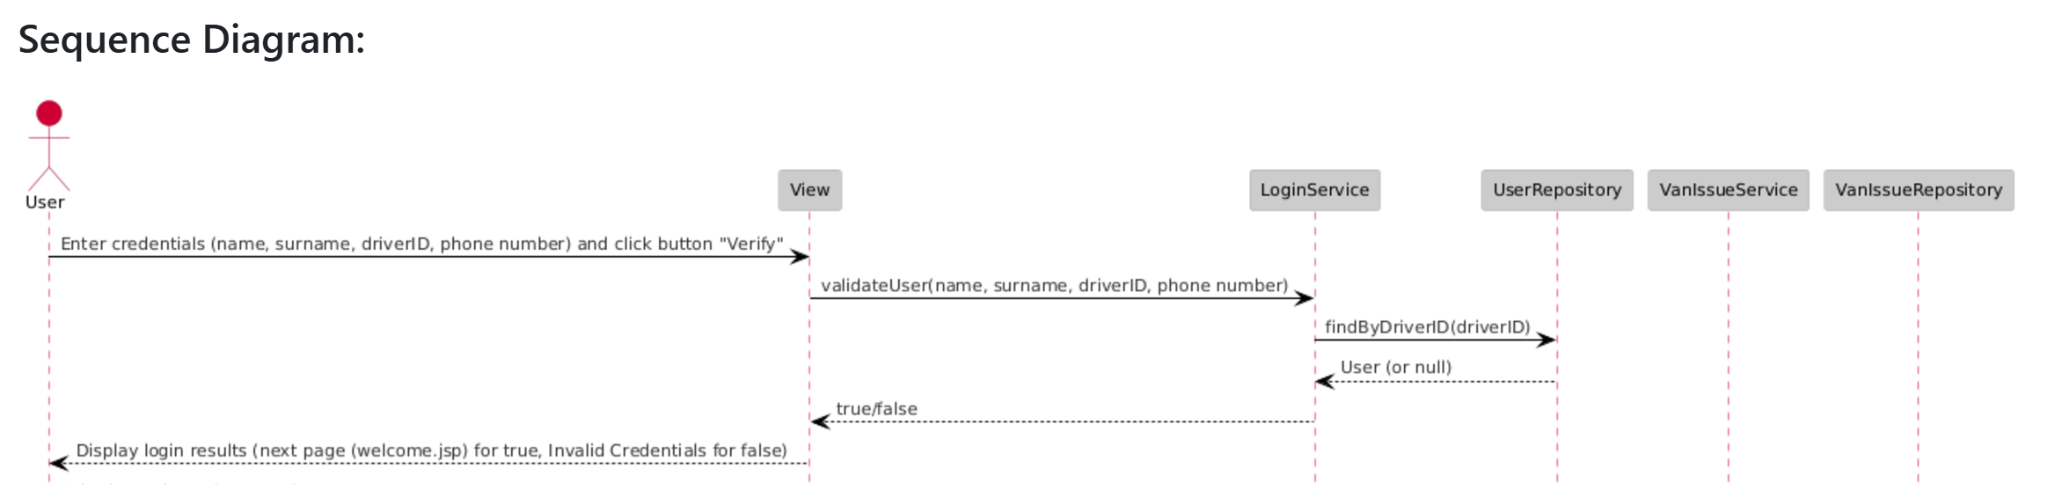 Sequence Diagram:
User
View
LoginService
UserRepository
VanIssueService
VanIssueRepository
Enter credentials (name, surname, driverID, phone number) and click button "Verify"
validateUser(name, surname, driverID, phone number)
findByDriverID(driverID)
User (or null)
true/false
Display login results (next page (welcome.jsp) for true, Invalid Credentials for false)